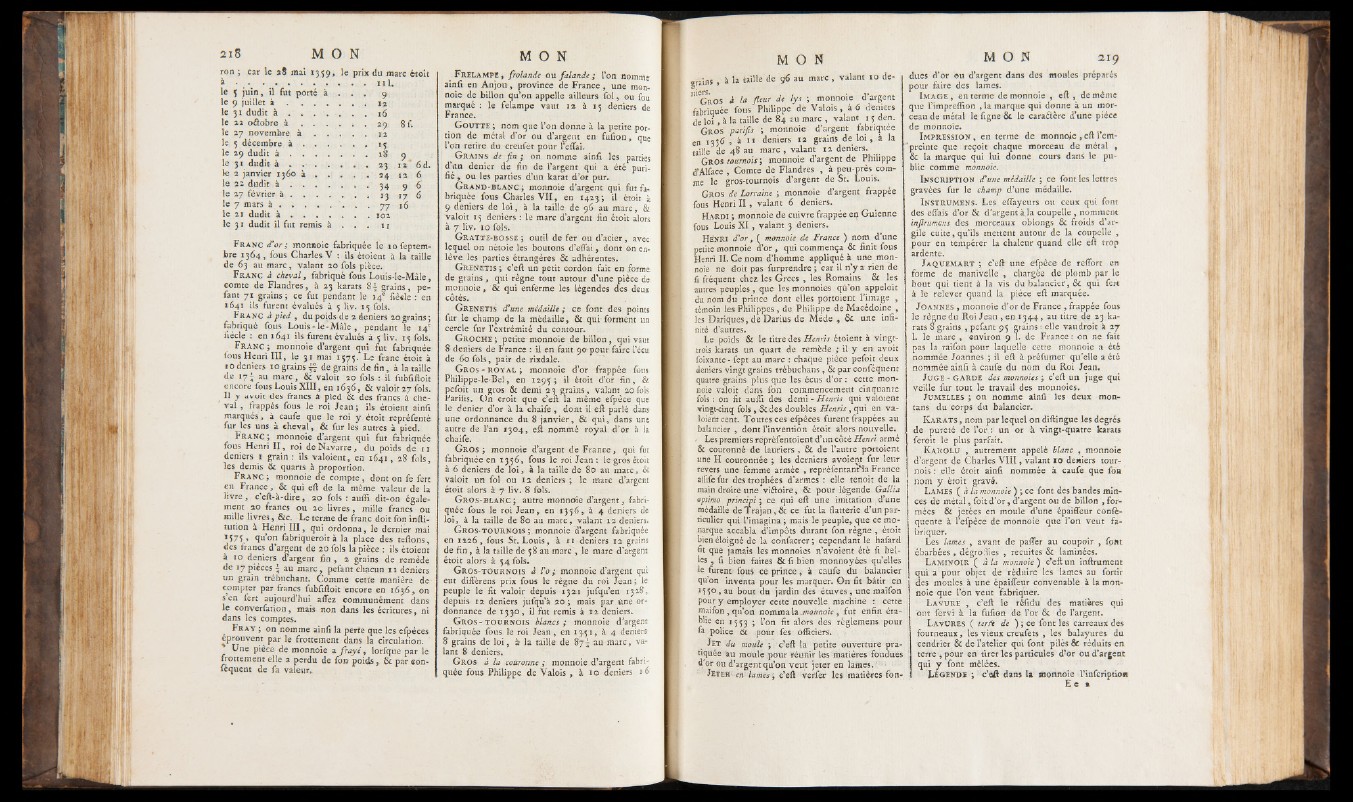 218 MON
ron ; car le 28 mai 1359, le prix du marc étoit
à . . . . . . . . . 11 l.
le 5 juin, il fut porté à . . . 9
le 9 juillet à . . . . . . . 12
le 31 dudit à . . . . . . . 16
le 22 octobre à . . . . . . 29 8 ſ.
le 27 novembre à . . . . . 12
le 5 décembre à . . . . . . 15
le 29 dudit à . . . . . . . 18 9
le 31 dudit à . . . . . . . 23 12 6 d.
le 2 janvier 1360 à . . . . . 24 12 6
le 22 dudit à . . . . . . . 34 9 6
le 27 février à . . . . . . . 13 17 6
le 7 mars à . . . . . . . . 77 16
le 21 dudit à . . . . . . . 102
le 31 dudit il fut remis à . . . 11
FRANC d'or ; monnoie fabriquée le 10 ſeptem-
bre 1364, ſous Charles V : ils étoient à la taille
de 63 au marc, valant 20 ſols pièce.
FRANC à cheval, fabriqué ſous Louis-le-Mâle,
comte de Flandres, à 23 karats 8½ grains, pe-
ſant 71 grains ; ce fut pendant le 14e ſiècle : en
1641 ils furent évalués à 5 liv. 15 ſols.
FRANC à pied, du poids de 2 deniers 20 grains ;
fabriqué ſous Louis-le-Mâle, pendant le 14e
ſiècle : en 1641 ils furent évalués à 5 liv. 15 ſols.
FRANC ; monnoie d'argent qui fut fabriquée
ſous Henri III, le 31 mai 1575. Le franc étoit à
10 deniers 10 grains de grains de fin, à la taille
de 17¼ au marc, & valoit 20 ſols : il ſubſiſtoit
encore ſous Louis XIII, en 1636, & valoit 27 ſols.
Il y avoit des francs à pied & des francs à che-
val, frappés ſous le roi Jean ; ils étoient ainſi
marqués, à cauſe que le roi y étoit repréſenté
ſur les uns à cheval, & ſur les autres à pied.
FRANC ; monnoie d'argent qui fut fabriquée
ſous Henri II, roi de Navarre, du poids de 11
deniers 1 grain : ils valoient, en 1641, 28 ſols,
les demis & quarts à proportion.
FRANC ; monnoie de compte, dont on ſe ſert
en France, & qui eſt de la même valeur de la
livre, c'eſt-à-dire, 20 ſols : auſſi dit-on égale-
ment 20 francs ou 20 livres, mille francs ou
mille livres, &c. Le terme de franc doit ſon inſti-
tution à Henri III, qui ordonna, le dernier mai
1575, qu'on fabriqueroit à la place des teſtons,
des francs d'argent de 20 ſols la pièce : ils étoient
à 10 deniers d'argent fin, 2 grains de remède
de 17 pièces ¼ au marc, peſant chacun 11 deniers
un grain trébuchant. Comme cette manière de
compter par francs ſubſiſtoit encore en 1636, on
s'en ſert aujourd'hui aſſez communément dans
le converſation, mais non dans les écritures, ni
dans les comptes.
FRAY ; on nomme ainſi la perte que les eſpèces
éprouvent par le frottement dans la circulation.
Une pièce de monnoie a frayé, lorſque par le
frottement elle a perdu de ſon poids, & par con-
ſéquent de ſa valeur.
MON
FRELAMPE, frolande ou falande ; l'on nomme
ainſi en Anjou, province de France, une mon-
noie de billon qu'on appelle ailleurs ſol, ou ſou
marqué : le felampe vaut 12 à 15 deniers de
France.
GOUTTE ; nom que l'on donne à la petite por-
tion de métal d'or ou d'argent en fuſion, que
l'on retire du creuſet pour l'eſſai.
GRAINS de fin ; on nomme ainſi les parties
d'un denier de fin de l'argent qui a été puri-
fié, ou les parties d'un karat d'or pur.
GRAND-BLANC ; monnoie d'argent qui fut fa-
briquée ſous Charles VII, en 1423 ; il étoit à
9 deniers de loi, à la taille de 96 au marc, &
valoit 15 deniers : le marc d'argent fin étoit alors
à 7 liv. 10 ſols.
GRATTE-BOSSE ; outil de fer ou d'acier, avec
lequel on nétoie les boutons d'eſſai, dont on en-
lève les parties étrangères & adhérentes.
GRENETIS ; c'eſt un petit cordon fait en forme
de grains, qui règne tout autour d'une pièce de
monnoie, & qui enferme les légendes des deux
côtés.
GRENETIS d'une médaille ; ce ſont des points
ſur le champ de la médaille, & qui forment un
cercle ſur l'extrémité du contour.
GROCHE ; petite monnoie de billon, qui vaut
8 deniers de France : il en faut 90 pour faire l'écu
de 60 ſols, pair de rixdale.
GROS-ROYAL ; monnoie d'or frappée ſous
Philippe-le-Bel, en 1295 ; il étoit d'or fin, &
peſoit un gros & demi 23 grains, valant 20 ſols
Pariſis. On croit que c'eſt la même eſpèce que
le denier d'or à la chaiſe, dont il eſt parlé dans
une ordonnance du 8 janvier, & qui, dans une
autre de l'an 1304, eſt nommé royal d'or à la
chaiſe.
GROS ; monnoie d'argent de France, qui fut
fabriquée en 1356, ſous le roi Jean : le gros étoit
à 6 deniers de loi, à la taille de 80 au marc, &
valoit un ſol ou 12 deniers ; le marc d'argent
étoit alors à 7 liv. 8 ſols.
GROS-BLANC ; autre monnoie d'argent, fabri-
quée ſous le roi Jean, en 1356, à 4 deniers de
loi, à la taille de 80 au marc, valant 12 deniers.
GROS-TOURNOIS ; monnoie d'argent fabriquée
en 1226, ſous St. Louis, à 11 deniers 12 grains
de fin, à la taille de 58 au marc, le marc d'argent
étoit alors à 54 ſols.
GROS-TOURNOIS à l'o ; monnoie d'argent qui
eut différens prix ſous le règne du roi Jean ; le
peuple le fit valoir depuis 1321 juſqu'en 1328,
depuis 12 deniers juſqu'à 20 ; mais par une or-
donnance de 1330, il fut remis à 12 deniers.
GROS-TOURNOIS blancs ; monnoie d'argent
fabriquée ſous le roi Jean, en 1351, à 4 deniers
8 grains de loi, à la taille de 87½ au marc, va-
lant 8 deniers.
GROS à la couronne ; monnoie d'argent fabri-
quée ſous Philippe de Valois, à 10 deniers 16
MON
grains, à la taille de 96 au marc, valant 10 de-
niers.
GROS à la fleur de lys ; monnoie d'argent
fabriquée ſous Philippe de Valois, à 6 deniers
de loi, à la taille de 84 au marc, valant 15 den.
GROS pariſis ; monnoie d'argent fabriquée
en 1336, à 11 deniers 12 grains de loi, à la
taille de 48 au marc, valant 12 deniers.
GROS tournois ; monnoie d'argent de Philippe
d'Alſace, Comte de Flandres, à peu-près com-
me le gros-tournois d'argent de St. Louis.
GROS de Lorraine ; monnoie d'argent frappée
ſous Henri II, valant 6 deniers.
HARDI ; monnoie de cuivre frappée en Guienne
ſous Louis XI, valant 3 deniers.
HENRI d'or, ( monnoie de France ) nom d'une
petite monnoie d'or, qui commença & finit ſous
Henri II. Ce nom d'homme appliqué à une mon-
noie ne doit pas ſurprendre ; car il n'y a rien de
ſi fréquent chez les Grecs, les Romains & les
autres peuples, que les monnoies qu'on appeloit
du nom du prince dont elles portoient l'image,
témoin les Philippes, de Philippe de Macédoine,
les Dariques, de Darius de Mède, & une infi-
nité d'autres.
Le poids & le titre des Henris étoient à vingt-
trois karats un quart de remède ; il y en avoit
ſoixante-ſept au marc : chaque pièce peſoit deux
deniers vingt grains trébuchans, & par conſéquent
quatre grains plus que les écus d'or : cette mon-
noie valoit dans ſon commencement cinquante
ſols : on fit auſſi des demi-Henris qui valoient
vingt-cinq ſols, & des doubles Henris, qui en va-
loient cent. Toutes ces eſpèces furent frappées au
balancier, dont l'invention étoit alors nouvelle.
Les premiers repréſentoient d'un côté Henri armé
& couronné de lauriers, & de l'autre portoient
une H couronnée ; les derniers avoient ſur leur
revers une femme armée, repréſentant la France
aſſiſe ſur des trophées d'armes : elle tenoit de la
main droite une victoire, & pour légende Gallia
optimo principi ; ce qui eſt une imitation d'une
médaille de Trajan, & ce fut la flatterie d'un par-
ticulier qui l'imagina ; mais le peuple, que ce mo-
narque accabla d'impôts durant ſon règne, étoit
bien éloigné de la conſacrer ; cependant le haſard
fit que jamais les monnoies n'avoient été ſi bel-
les, ſi bien faites & ſi bien monnoyées qu'elles
le furent ſous ce prince, à cauſe du balancier
qu'on inventa pour les marquer. On fit bâtir en
1550, au bout du jardin des étuves, une maiſon
pour y employer cette nouvelle machine : cette
maiſon, qu'on nomma la monnoie, fut enfin éta-
blie en 1553 ; l'on fit alors des règlemens pour
ſa police & pour ſes officiers.
JET du moule ; c'eſt la petite ouverture pra-
tiquée au moule pour réunir les matières fondues
d'or ou d'argent qu'on veut jeter en lames.
JETER en lames ; c'eſt verſer les matières fon-
MON 219
dues d'or ou d'argent dans des moules préparés
pour faire des lames.
IMAGE, en terme de monnoie, eſt, de même
que l'impreſſion, la marque qui donne à un mor-
ceau de métal le ſigne & le caractère d'une pièce
de monnoie.
IMPRESSION, en terme de monnoie, eſt l'em-
preinte que reçoit chaque morceau de métal,
& la marque qui lui donne cours dans le pu-
blic comme monnoie.
INSCRIPTION d'une médaille ; ce ſont les lettres
gravées ſur le champ d'une médaille.
INSTRUMENS. Les eſſayeurs ou ceux qui font
des eſſais d'or & d'argent à la coupelle, nomment
inſtrumens des morceaux oblongs & froids d'ar-
gile cuite, qu'ils mettent autour de la coupelle,
pour en tempérer la chaleur quand elle eſt trop
ardente.
JAQUEMART ; c'eſt une eſpèce de reſſort en
forme de manivelle, chargée de plomb par le
bout qui tient à la vis du balancier, & qui ſert
à le relever quand la pièce eſt marquée.
JOANNES, monnoie d'or de France, frappée ſous
le règne du Roi Jean, en 1344, au titre de 23 ka-
rats 8 grains, peſant 95 grains : elle vaudroit à 27
l. le marc, environ 9 l. de France : on ne ſait
pas la raiſon pour laquelle cette monnoie a été
nommée Joannes ; il eſt à préſumer qu'elle a été
nommée ainſi à cauſe du nom du Roi Jean.
JUGE-GARDE des monnoies ; c'eſt un juge qui
veille ſur tout le travail des monnoies.
JUMELLES ; on nomme ainſi les deux mon-
tans du corps du balancier.
KARATS, nom par lequel on diſtingue les degrés
de pureté de l'or : un or à vingt-quatre karats
ſeroit le plus parfait.
KAROLU, autrement appelé blanc, monnoie
d'argent de Charles VIII, valant 10 deniers tour-
nois : elle étoit ainſi nommée à cauſe que ſon
nom y étoit gravé.
LAMES ( à la monnoie ) ; ce ſont des bandes min-
ces de métal, ſoit d'or, d'argent ou de billon, for-
mées & jetées en moule d'une épaiſſeur conſé-
quente à l'eſpèce de monnoie que l'on veut fa-
briquer.
Les lames, avant de paſſer au coupoir, ſont
ébarbées, dégroſſies, recuites & laminées.
LAMINOIR ( à la monnoie ) c'eſt un inſtrument
qui a pour objet de réduire les lames au ſortir
des moules à une épaiſſeur convenable à la mon-
noie que l'on veut fabriquer.
LAVURE, c'eſt le réſidu des matières qui
ont ſervi à la fuſion de l'or & de l'argent.
LAVURES ( terre de ) ; ce ſont les carreaux des
fourneaux, les vieux creuſets, les balayures du
cendrier & de l'atelier qui ſont pilés & réduits en
terre, pour en tirer les particules d'or ou d'argent
qui y ſont mêlées.
LÉGENDE ; c'eſt dans la monnoie l'inſcription
E e 2